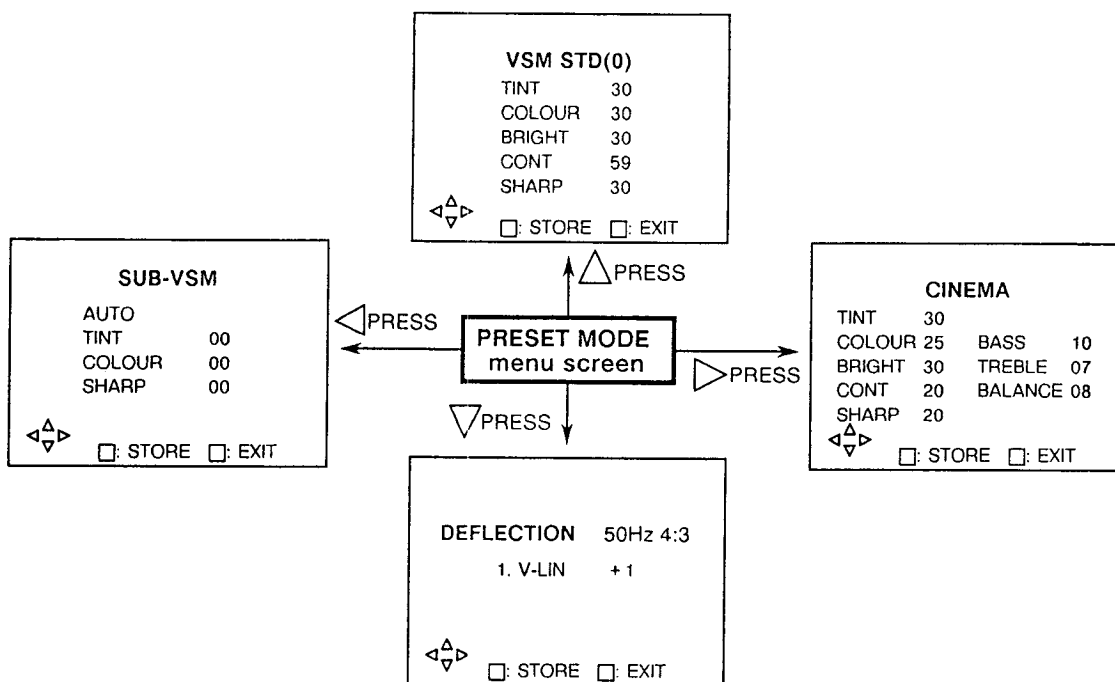 VSM STD(0)
TINT 30
COLOUR 30
BRIGHT 30
CONT 59
SHARP 30
□: STORE □: EXIT
△ PRESS
SUB-VSM
AUTO
TINT 00
COLOUR 00
SHARP 00
□: STORE □: EXIT
◁ PRESS
PRESET MODE
menu screen
▷ PRESS
CINEMA
TINT 30
COLOUR 25 BASS 10
BRIGHT 30 TREBLE 07
CONT 20 BALANCE 08
SHARP 20
□: STORE □: EXIT
▽ PRESS
DEFLECTION 50Hz 4:3
1. V-LIN +1
□: STORE □: EXIT